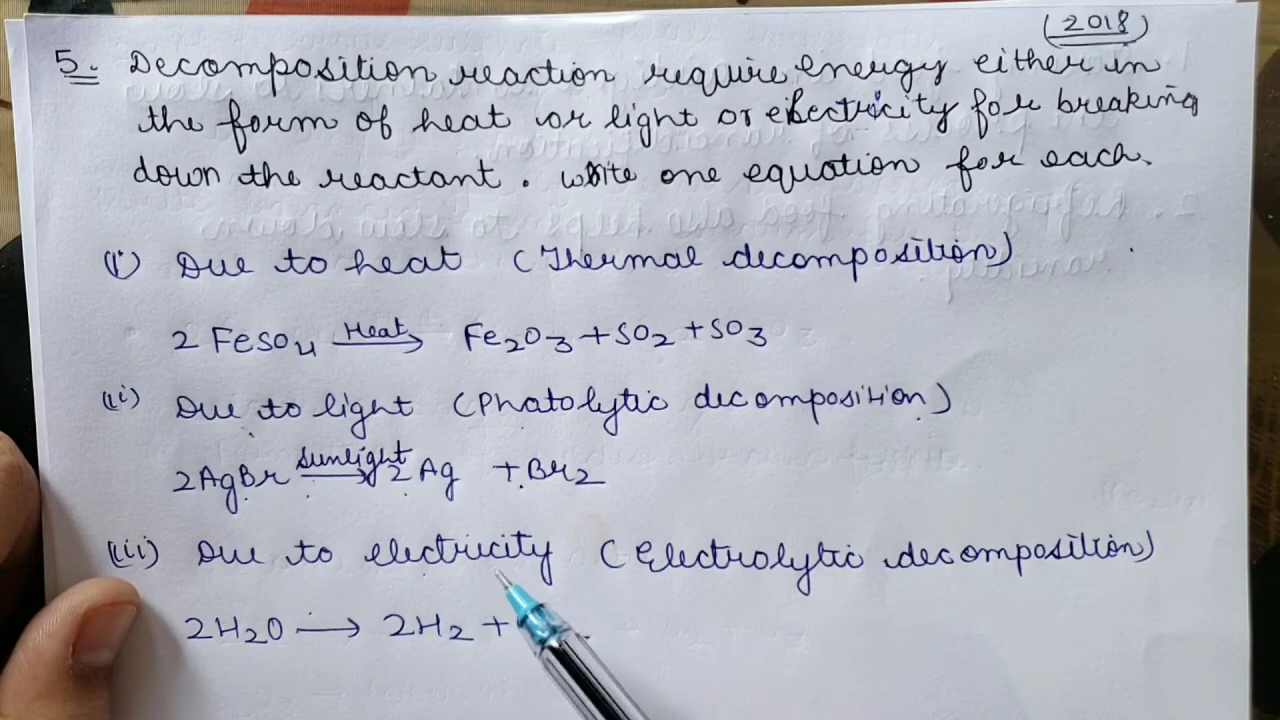 (2018)
5. Decomposition reaction require energy either in
the form of heat or light or electricity for breaking
down the reactant. Write one equation for each.
(i) Due to heat (Thermal decomposition)
2 FeSO4 Heat→ Fe2O3 + SO2 + SO3
(ii) Due to light (Photolytic decomposition)
2AgBr Sunlight→ 2Ag + Br2
(iii) Due to electricity (Electrolytic decomposition)
2H2O → 2H2 +